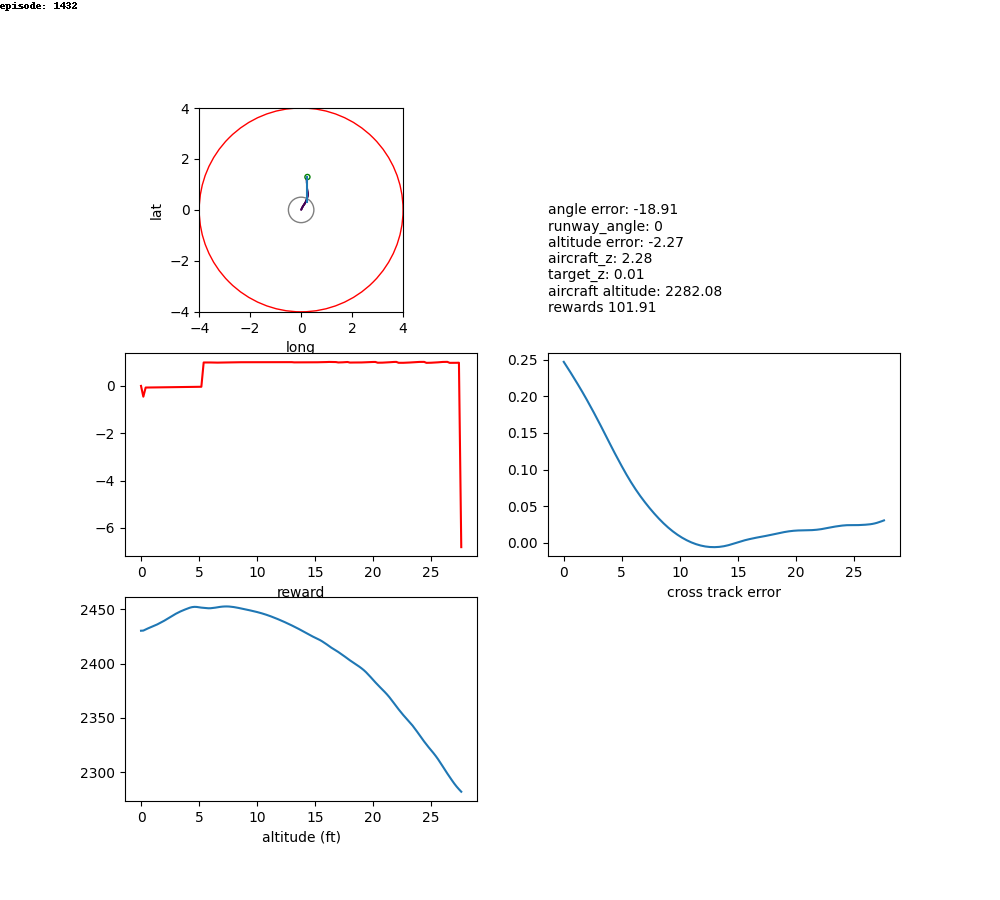 episode: 1432
4
2
0
−2
−4
lat
−4 −2 0 2 4
long
angle error: -18.91
runway_angle: 0
altitude error: -2.27
aircraft_z: 2.28
target_z: 0.01
aircraft altitude: 2282.08
rewards 101.91
0
−2
−4
−6
0 5 10 15 20 25
reward
0.25
0.20
0.15
0.10
0.05
0.00
0 5 10 15 20 25
cross track error
2450
2400
2350
2300
0 5 10 15 20 25
altitude (ft)